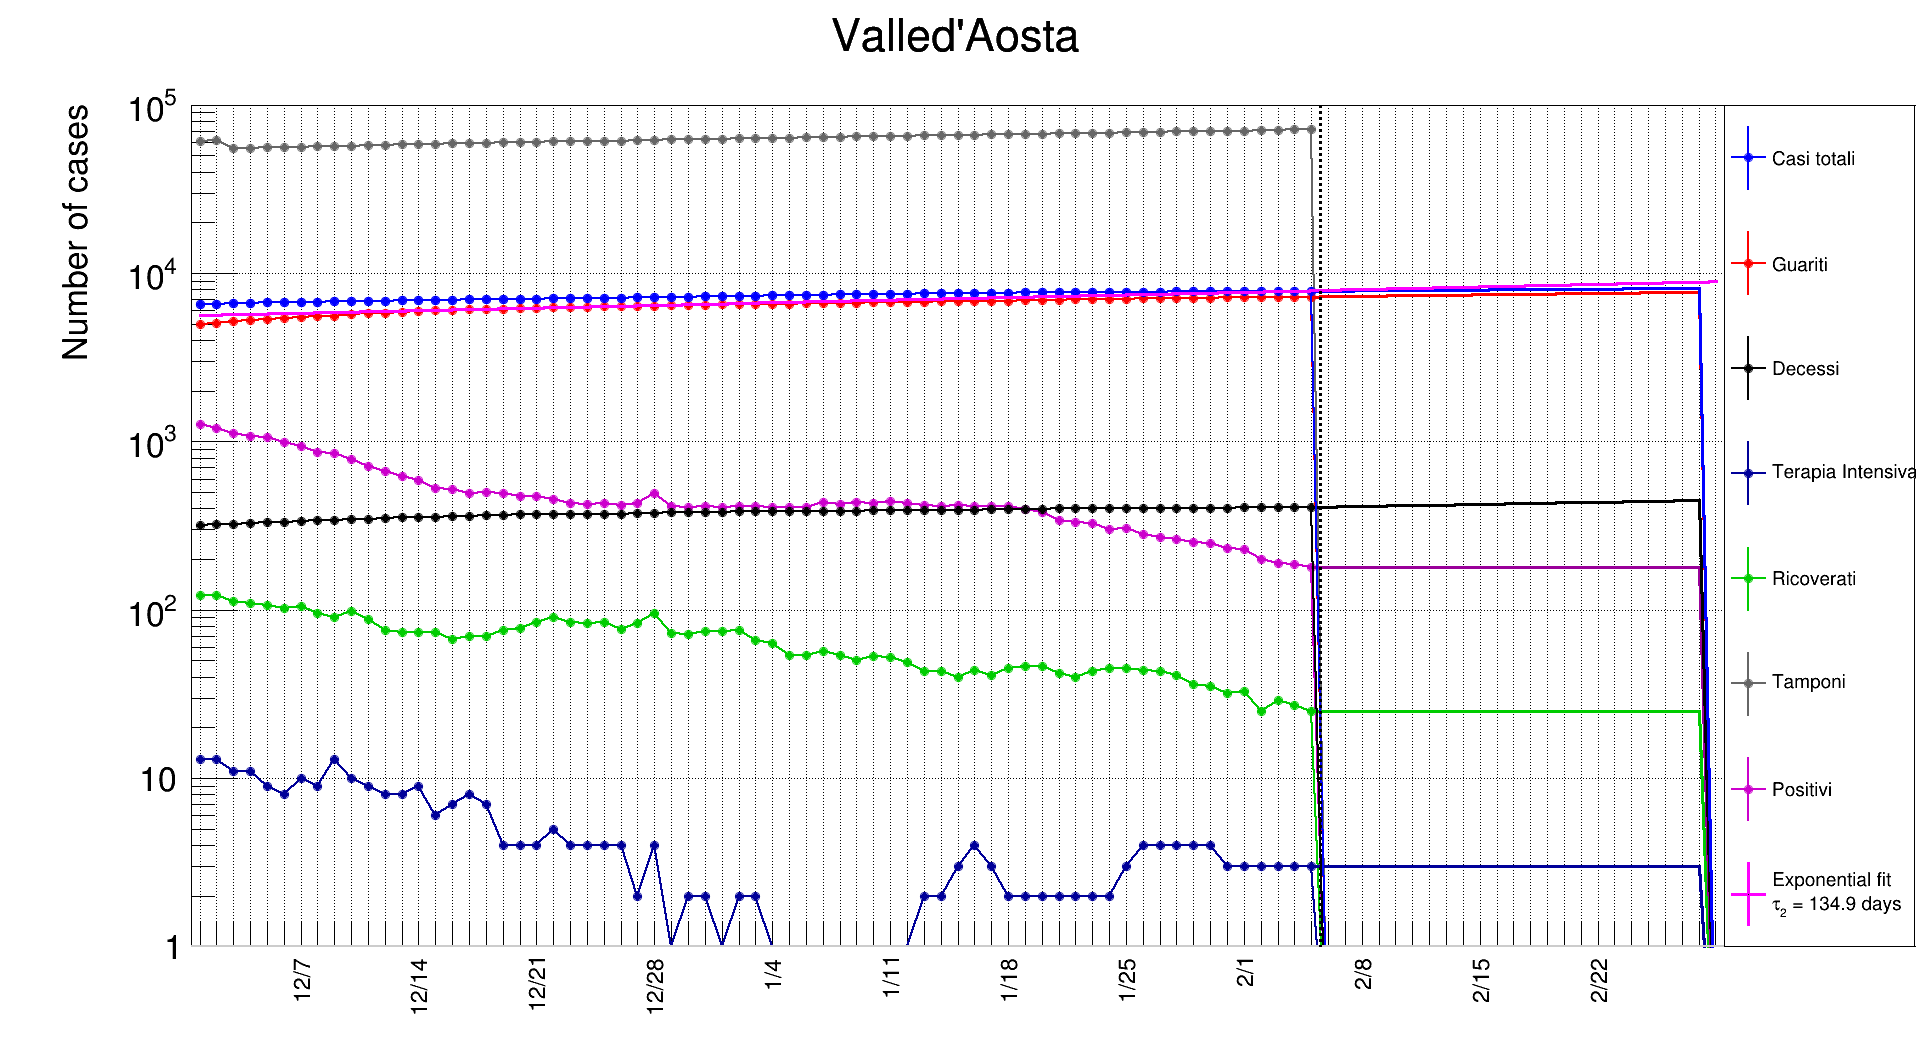 Valled'Aosta
Number of cases
10^5
10^4
10^3
10^2
10
1
12/7
12/14
12/21
12/28
1/4
1/11
1/18
1/25
2/1
2/8
2/15
2/22
Casi totali
Guariti
Decessi
Terapia Intensiva
Ricoverati
Tamponi
Positivi
Exponential fit
τ₂ = 134.9 days